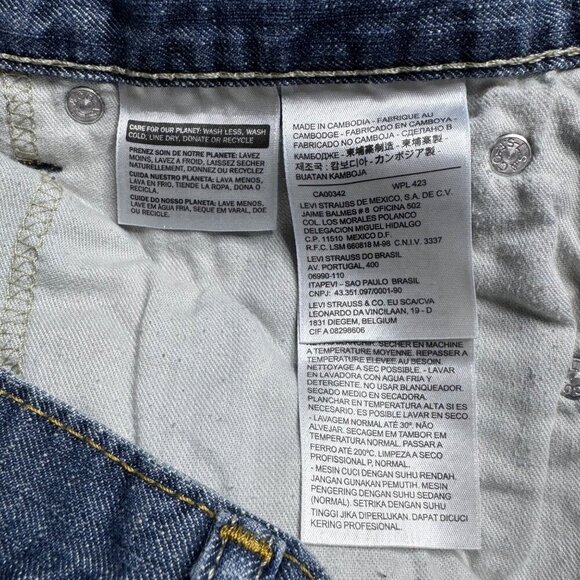 CARE FOR OUR PLANET: WASH LESS, WASH
COLD, LINE DRY, DONATE OR RECYCLE
PRENEZ SOIN DE NOTRE PLANETE: LAVEZ
MOINS, LAVEZ A FROID, LAISSEZ SECHER
NATURELLEMENT, DONNEZ OU RECYCLEZ
CUIDA NUESTRO PLANETA: LAVA MENOS,
LAVA EN FRIO, TIENDE LA ROPA, DONA O
RECICLA.
CUIDE DO NOSSO PLANETA: LAVE MENOS,
LAVE EM ÁGUA FRIA, SEQUE EM VARAL, DOE
OU RECICLE.
MADE IN CAMBODIA - FABRIQUE AU
CAMBODGE - FABRICADO EN CAMBOYA -
FABRICADO NO CAMBOJA - СДЕЛАНО В
КАМБОДЖЕ - 東埔寨製 - 柬埔寨製
제조국: 캄보디아 - カンボジア製
BUATAN KAMBOJA
CA00342 WPL 423
LEVI STRAUSS DE MEXICO, S.A. DE C.V.
JAIME BALMES # 8 OFICINA 502
COL. LOS MORALES POLANCO
DELEGACION MIGUEL HIDALGO
C.P. 11510 MEXICO D.F.
R.F.C. LSM 660818 M-98 C.N.I.V. 3337
LEVI STRAUSS DO BRASIL
AV. PORTUGAL, 400
06990-110
ITAPEVI - SAO PAULO BRASIL
CNPJ: 43.351.097/0001-90
LEVI STRAUSS & CO. EU SCA/CVA
LEONARDO DA VINCILAAN, 19 - D
1831 DIEGEM, BELGIUM
CIF A 08298606
SECHER EN MACHINE
A TEMPERATURE MOYENNE. REPASSER A
TEMPERATURE ELEVEE AU BESOIN.
NETTOYAGE A SEC POSSIBLE. - LAVAR
EN LAVADORA CON AGUA FRIA Y
DETERGENTE. NO USAR BLANQUEADOR.
SECADO MEDIO EN SECADORA.
PLANCHAR EN TEMPERATURA ALTA SI ES
NECESARIO. ES POSIBLE LAVAR EN SECO
- LAVAGEM NORMAL ATÉ 30º. NÃO
ALVEJAR. SECAGEM EM TAMBOR EM
TEMPERATURA NORMAL. PASSAR A
FERRO ATÉ 200ºC. LIMPEZA A SECO
PROFISSIONAL P, NORMAL.
- MESIN CUCI DENGAN SUHU RENDAH.
JANGAN GUNAKAN PEMUTIH. MESIN
PENGERING DENGAN SUHU SEDANG
(NORMAL). SETRIKA DENGAN SUHU
TINGGI JIKA DIPERLUKAN. DAPAT DICUCI
KERING PROFESIONAL.